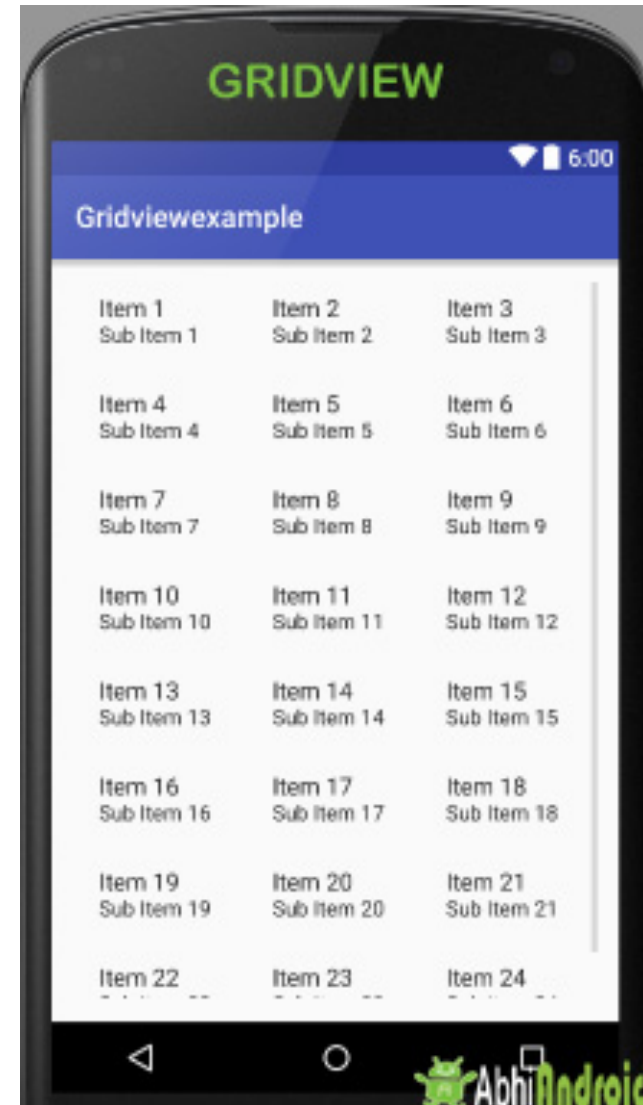 GRIDVIEW
6:00
Gridviewexample
Item 1 Item 2 Item 3
Sub Item 1 Sub Item 2 Sub Item 3
Item 4 Item 5 Item 6
Sub Item 4 Sub Item 5 Sub Item 6
Item 7 Item 8 Item 9
Sub Item 7 Sub Item 8 Sub Item 9
Item 10 Item 11 Item 12
Sub Item 10 Sub Item 11 Sub Item 12
Item 13 Item 14 Item 15
Sub Item 13 Sub Item 14 Sub Item 15
Item 16 Item 17 Item 18
Sub Item 16 Sub Item 17 Sub Item 18
Item 19 Item 20 Item 21
Sub Item 19 Sub Item 20 Sub Item 21
Item 22 Item 23 Item 24
AbhiAndroid